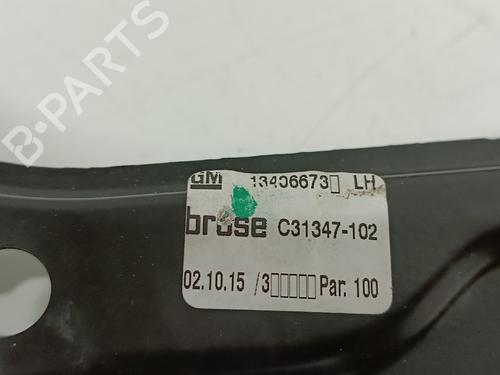 GM 13406673▯ LH
brose C31347-102
02.10.15 /3▯▯▯▯▯ Par. 100
B-PARTS